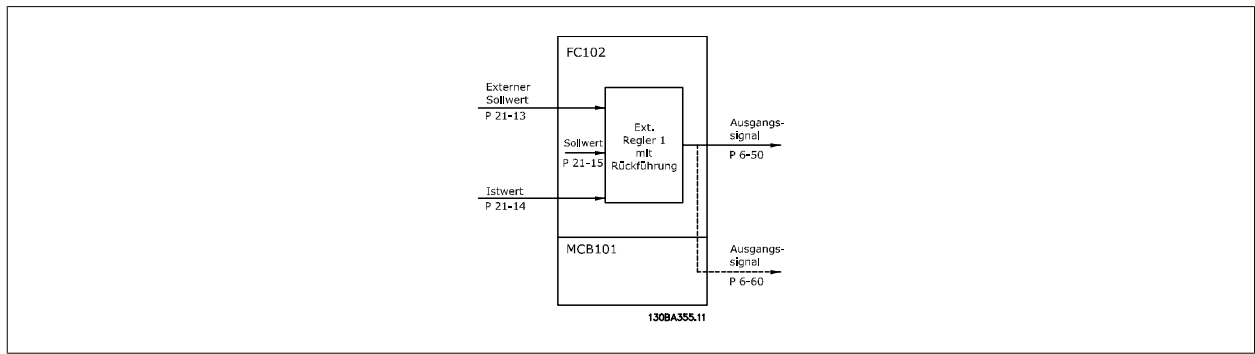 FC102
Externer
Sollwert
P 21-13
Ext.
Regler 1
mit
Rückführung
Sollwert
P 21-15
Ausgangs-
signal
P 6-50
Istwert
P 21-14
MCB101
Ausgangs-
signal
P 6-60
130BA355.11